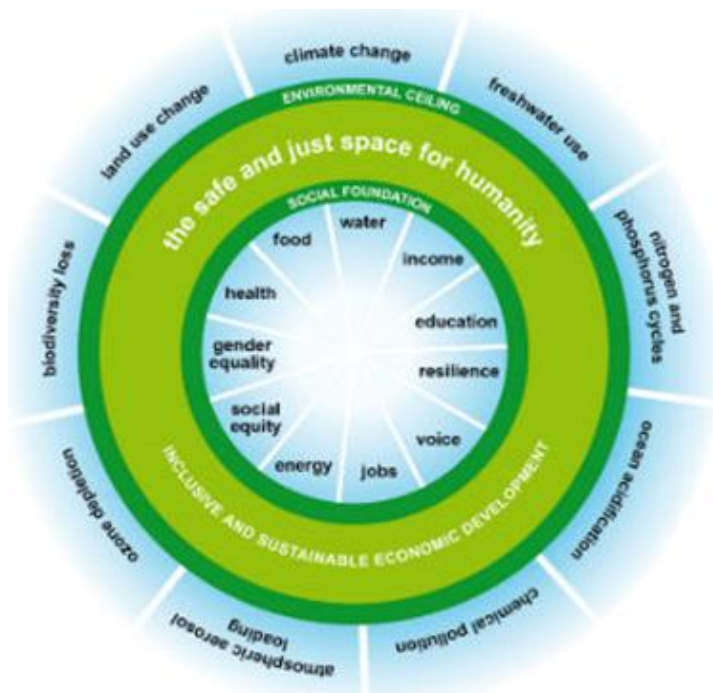 climate change
freshwater use
nitrogen and
phosphorus cycles
ocean acidification
chemical pollution
atmospheric aerosol
loading
ozone depletion
biodiversity loss
land use change
ENVIRONMENTAL CEILING
the safe and just space for humanity
SOCIAL FOUNDATION
water
income
education
resilience
voice
jobs
energy
social
equity
gender
equality
health
food
INCLUSIVE AND SUSTAINABLE ECONOMIC DEVELOPMENT